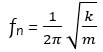 fₙ = 1/2π √k/m